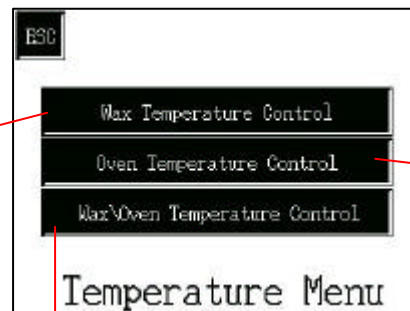 ESC
Wax Temperature Control
Oven Temperature Control
Wax\Oven Temperature Control
Temperature Menu